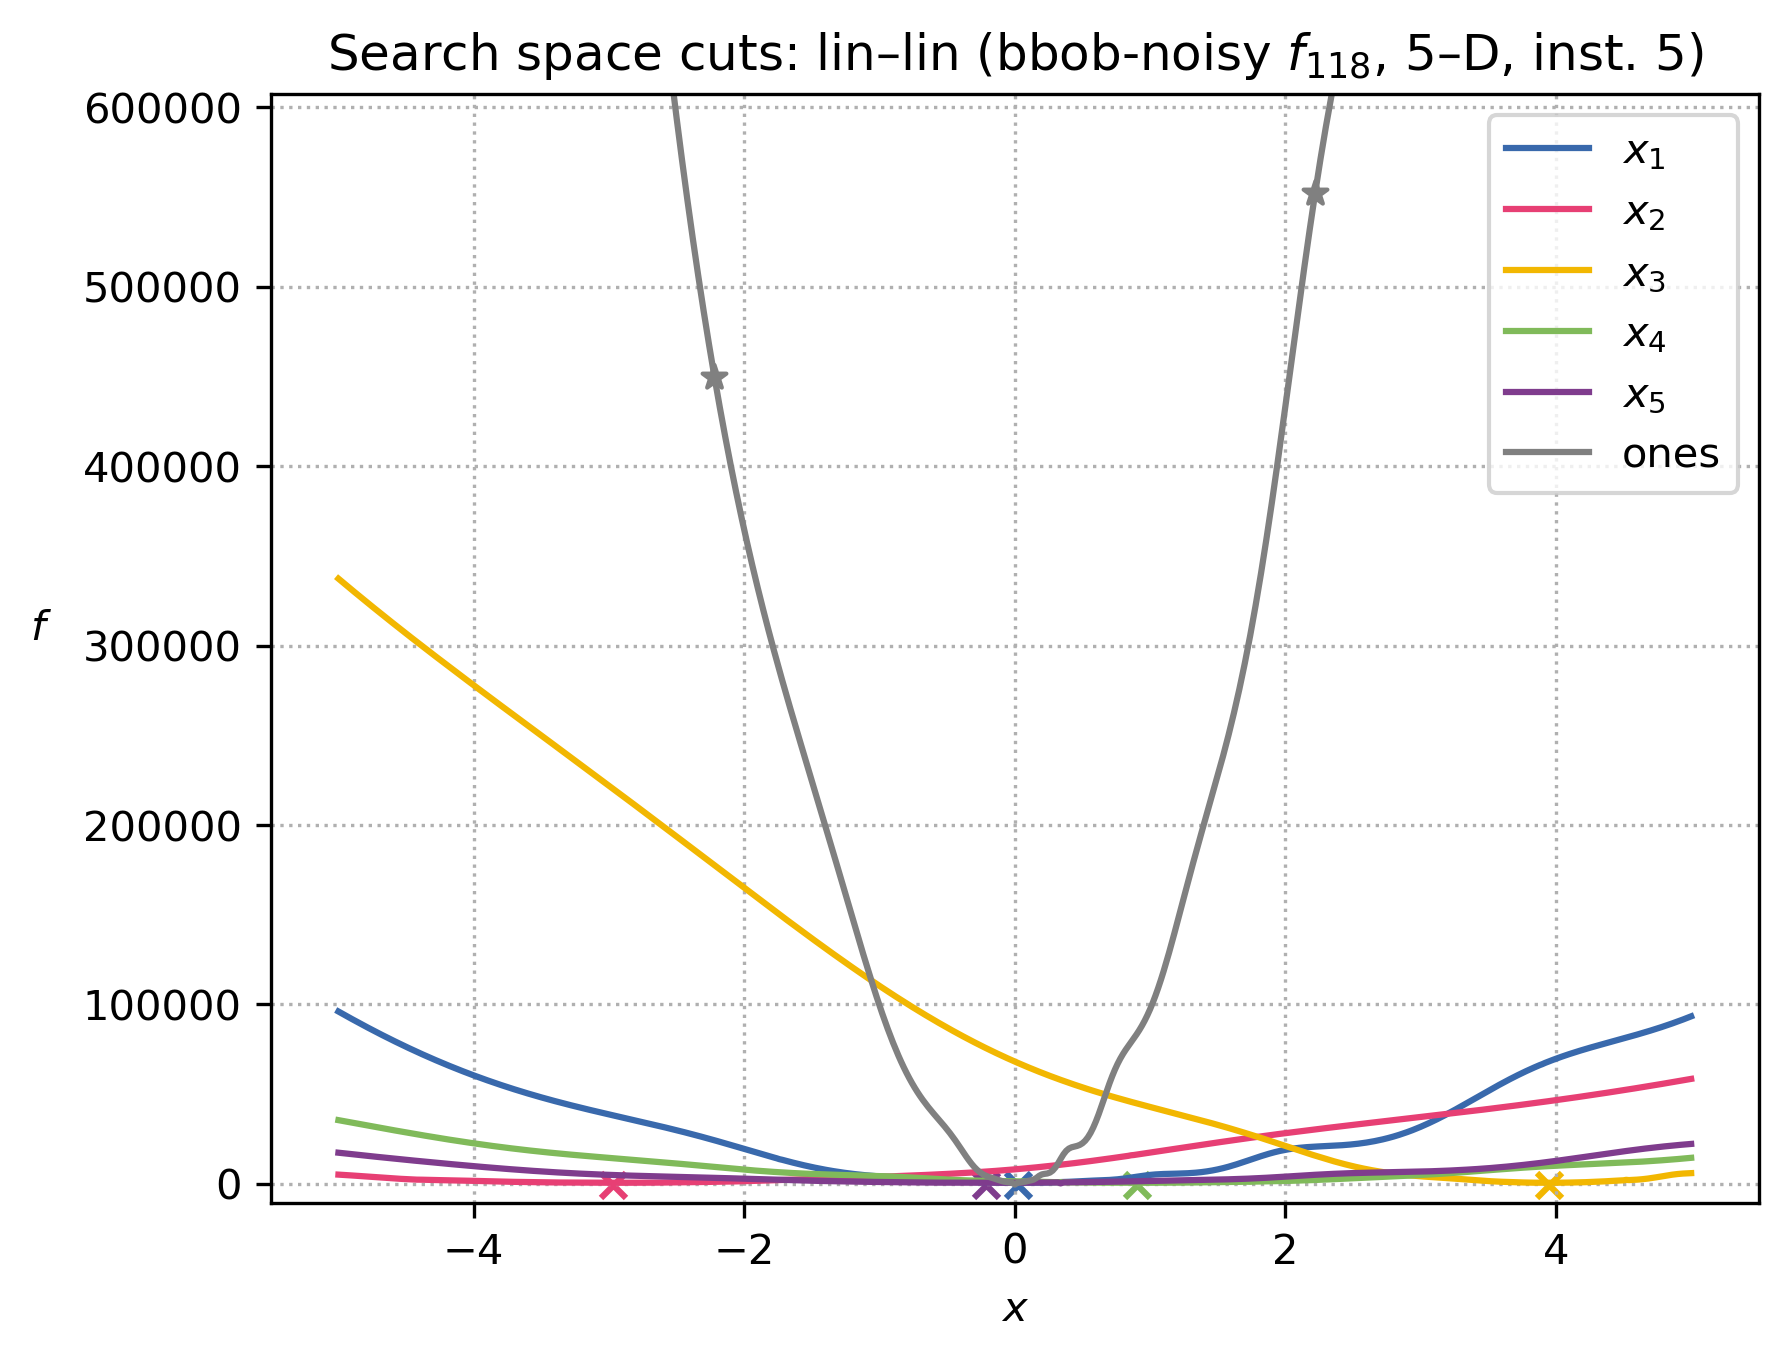 Search space cuts: lin–lin (bbob-noisy f₁₁₈, 5–D, inst. 5)
600000
500000
400000
300000
200000
100000
0
f
−4
−2
0
2
4
x
x₁
x₂
x₃
x₄
x₅
ones